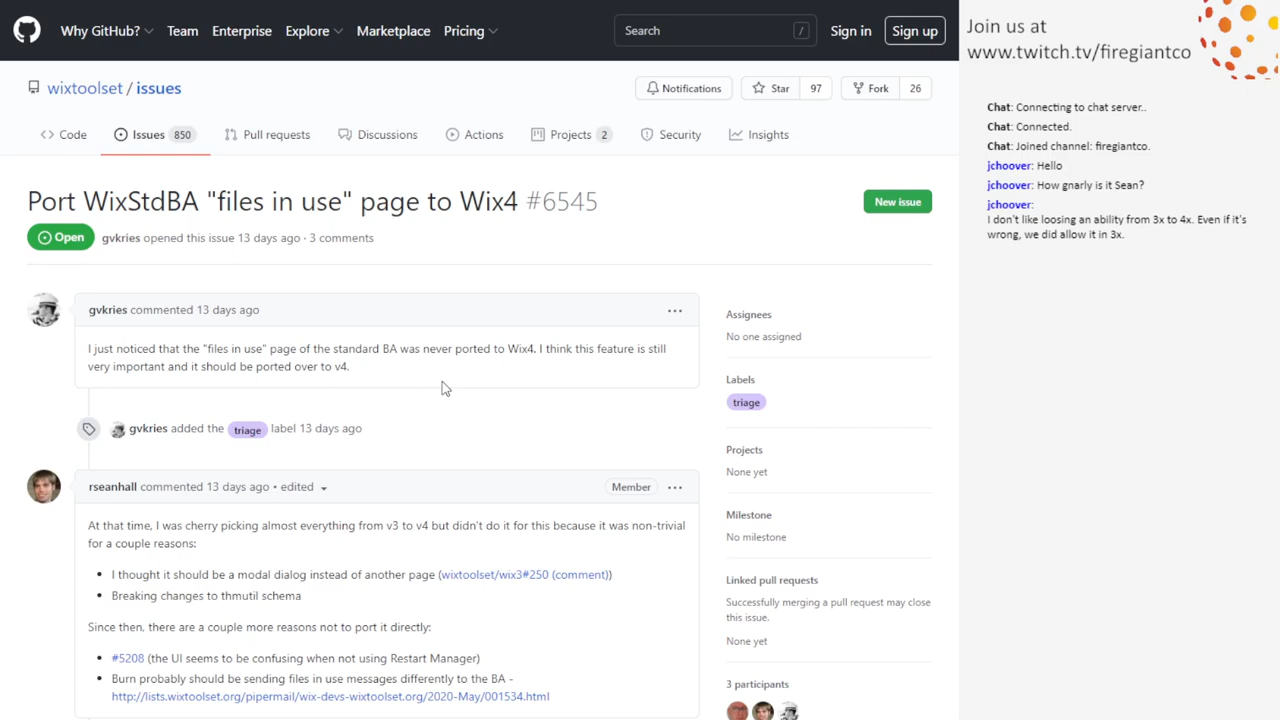 Why GitHub? Team Enterprise Explore Marketplace Pricing
Search /
Sign in Sign up
Join us at
www.twitch.tv/firegiantco
wixtoolset / issues
Notifications Star 97 Fork 26
Code Issues 850 Pull requests Discussions Actions Projects 2 Security Insights
Port WixStdBA "files in use" page to Wix4 #6545
New issue
Open gvkries opened this issue 13 days ago · 3 comments
gvkries commented 13 days ago
I just noticed that the "files in use" page of the standard BA was never ported to Wix4. I think this feature is still
very important and it should be ported over to v4.
gvkries added the triage label 13 days ago
rseanhall commented 13 days ago • edited
Member
At that time, I was cherry picking almost everything from v3 to v4 but didn't do it for this because it was non-trivial
for a couple reasons:
• I thought it should be a modal dialog instead of another page (wixtoolset/wix3#250 (comment))
• Breaking changes to thmutil schema
Since then, there are a couple more reasons not to port it directly:
• #5208 (the UI seems to be confusing when not using Restart Manager)
• Burn probably should be sending files in use messages differently to the BA -
http://lists.wixtoolset.org/pipermail/wix-devs-wixtoolset.org/2020-May/001534.html
Assignees
No one assigned
Labels
triage
Projects
None yet
Milestone
No milestone
Linked pull requests
Successfully merging a pull request may close
this issue.
None yet
3 participants
Chat: Connecting to chat server..
Chat: Connected.
Chat: Joined channel: firegiantco.
jchoover: Hello
jchoover: How gnarly is it Sean?
jchoover:
I don't like loosing an ability from 3x to 4x. Even if it's
wrong, we did allow it in 3x.